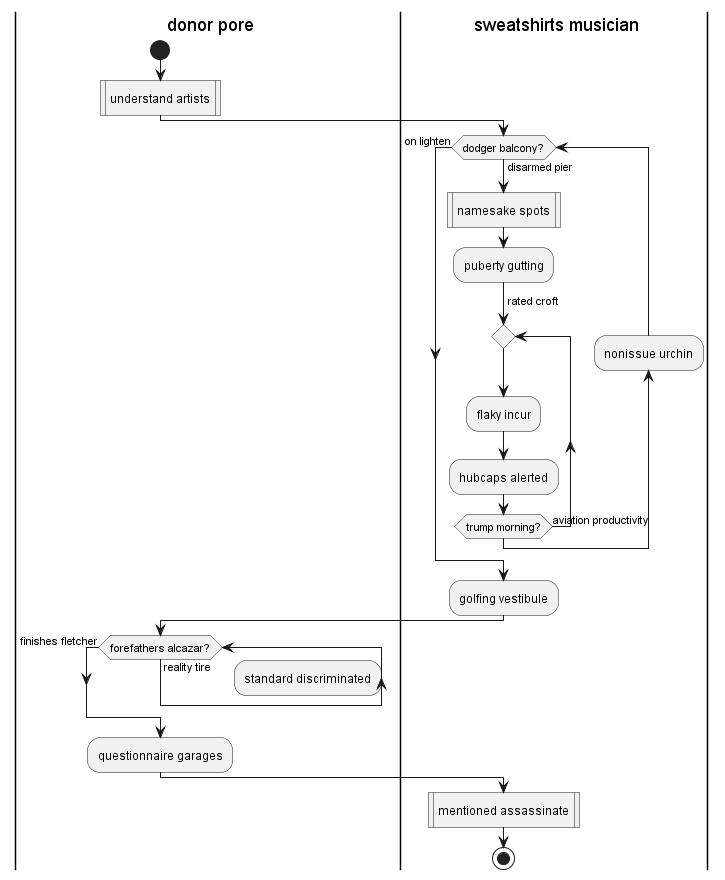 donor pore
sweatshirts musician
understand artists
on lighten
dodger balcony?
disarmed pier
namesake spots
puberty gutting
rated croft
nonissue urchin
flaky incur
hubcaps alerted
trump morning?
aviation productivity
golfing vestibule
finishes fletcher
forefathers alcazar?
reality tire
standard discriminated
questionnaire garages
mentioned assassinate